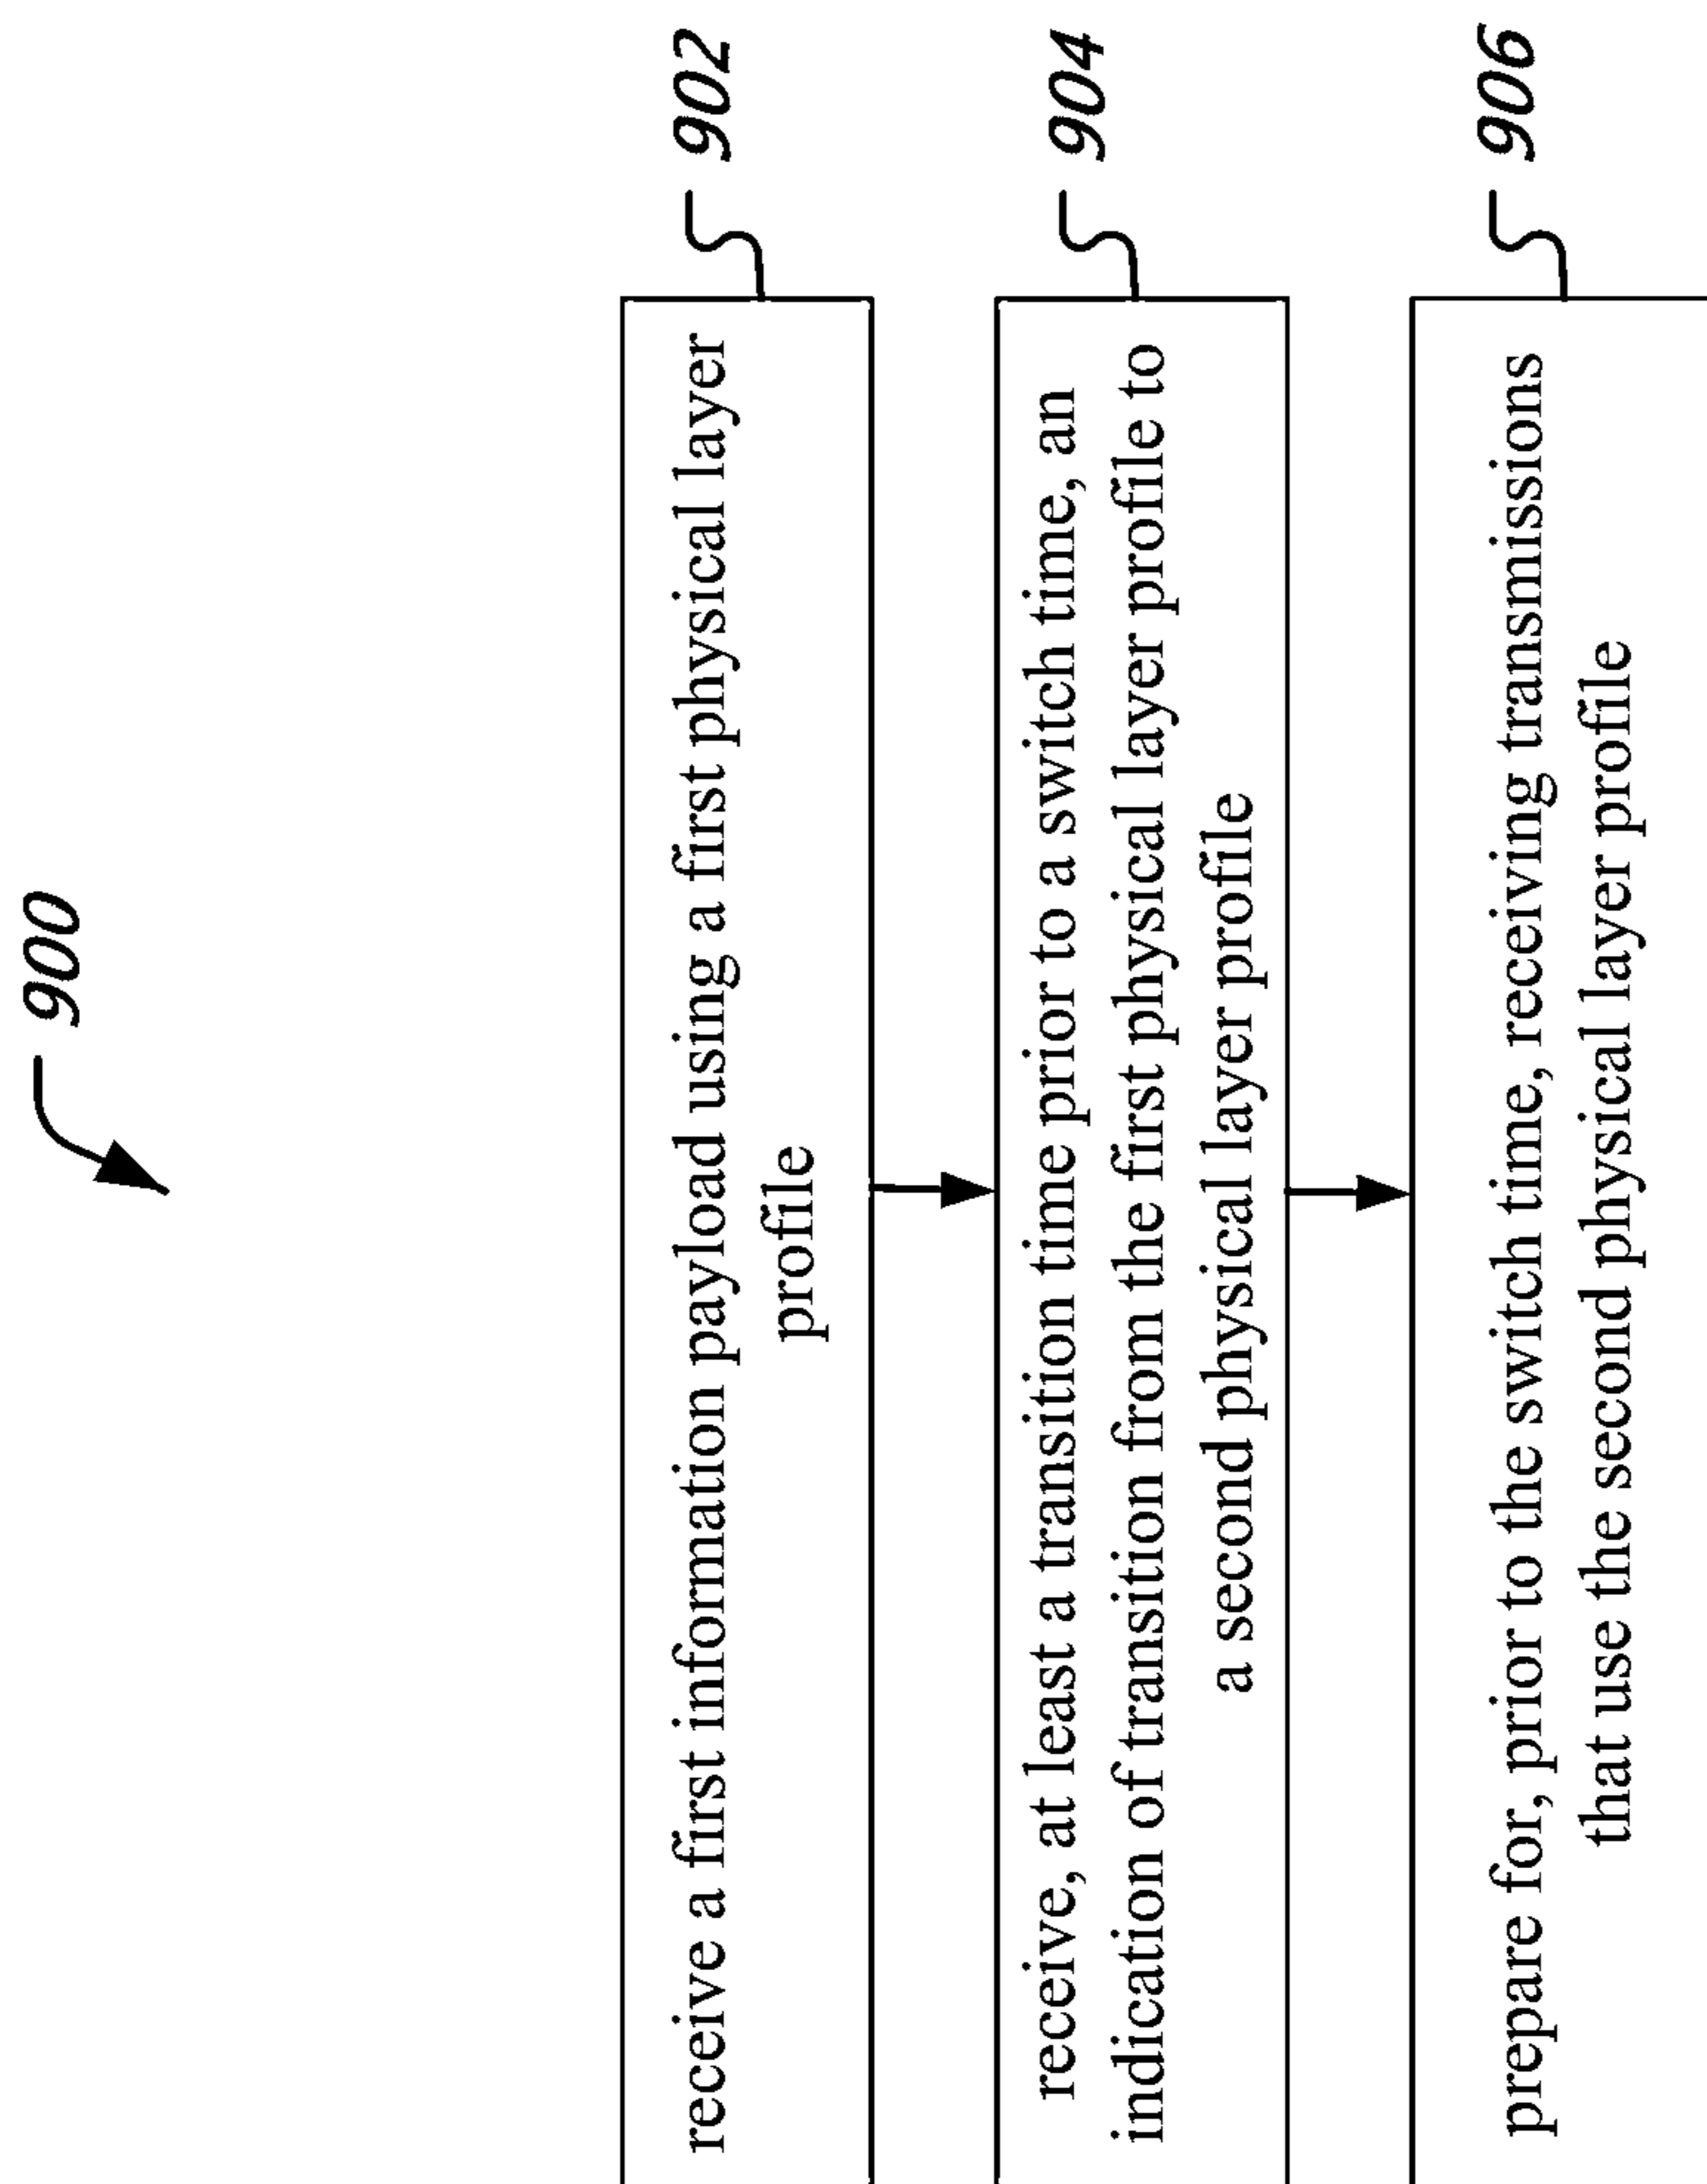 900
receive a first information payload using a first physical layer
profile
902
receive, at least a transition time prior to a switch time, an
indication of transition from the first physical layer profile to
a second physical layer profile
904
prepare for, prior to the switch time, receiving transmissions
that use the second physical layer profile
906